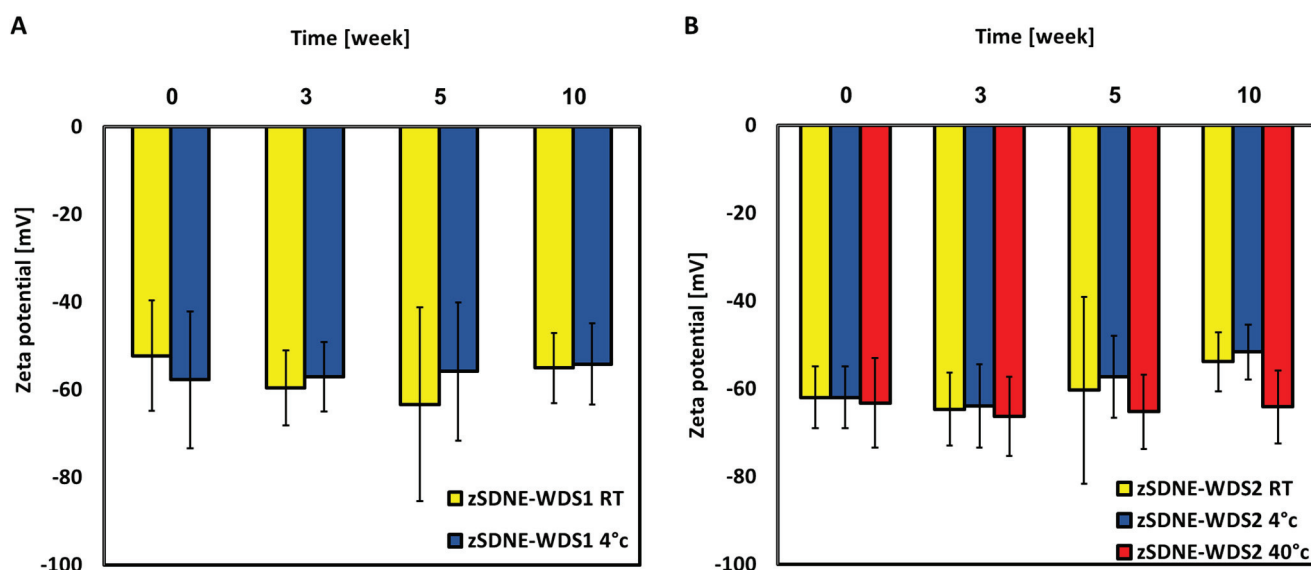 A
Time [week]
0 3 5 10
0
-20
-40
-60
-80
-100
Zeta potential [mV]
zSDNE-WDS1 RT
zSDNE-WDS1 4°c
B
Time [week]
0 3 5 10
0
-20
-40
-60
-80
-100
Zeta potential [mV]
zSDNE-WDS2 RT
zSDNE-WDS2 4°c
zSDNE-WDS2 40°c